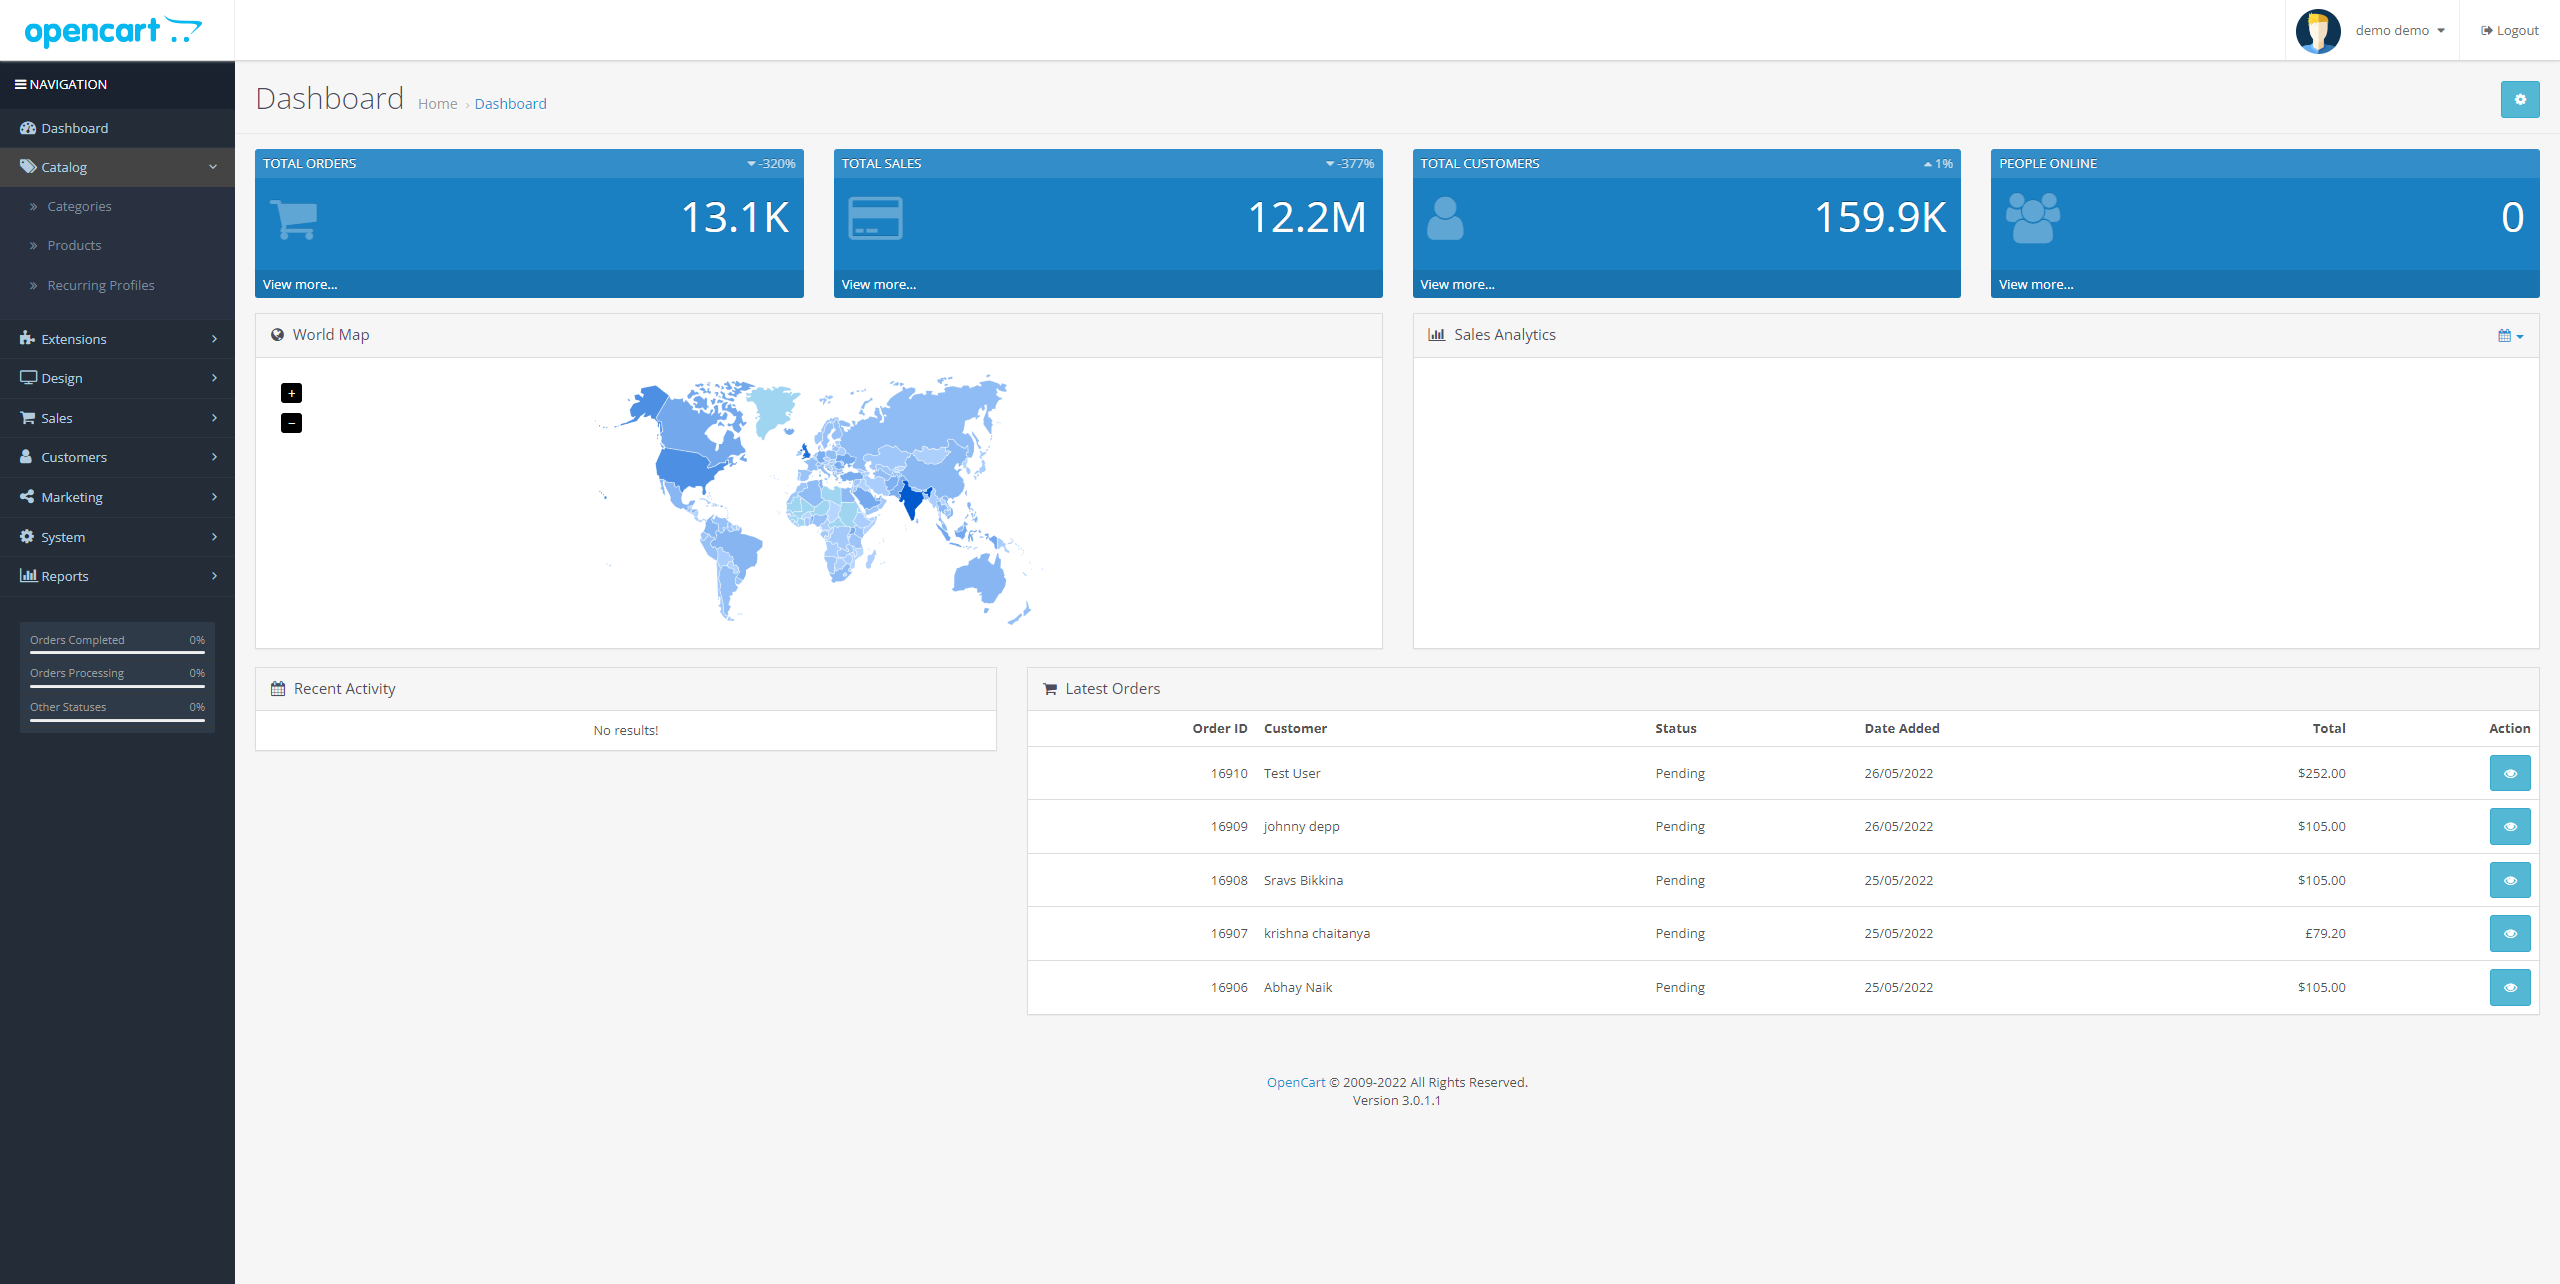 opencart
demo demo
Logout
NAVIGATION
Dashboard
Catalog
Categories
Products
Recurring Profiles
Extensions
Design
Sales
Customers
Marketing
System
Reports
Orders Completed 0%
Orders Processing 0%
Other Statuses 0%
Dashboard
Home › Dashboard
TOTAL ORDERS -320%
13.1K
View more...
TOTAL SALES -377%
12.2M
View more...
TOTAL CUSTOMERS 1%
159.9K
View more...
PEOPLE ONLINE
0
View more...
World Map
+
−
Sales Analytics
Recent Activity
No results!
Latest Orders
Order ID Customer Status Date Added Total Action
16910 Test User Pending 26/05/2022 $252.00
16909 johnny depp Pending 26/05/2022 $105.00
16908 Sravs Bikkina Pending 25/05/2022 $105.00
16907 krishna chaitanya Pending 25/05/2022 £79.20
16906 Abhay Naik Pending 25/05/2022 $105.00
OpenCart © 2009-2022 All Rights Reserved.
Version 3.0.1.1